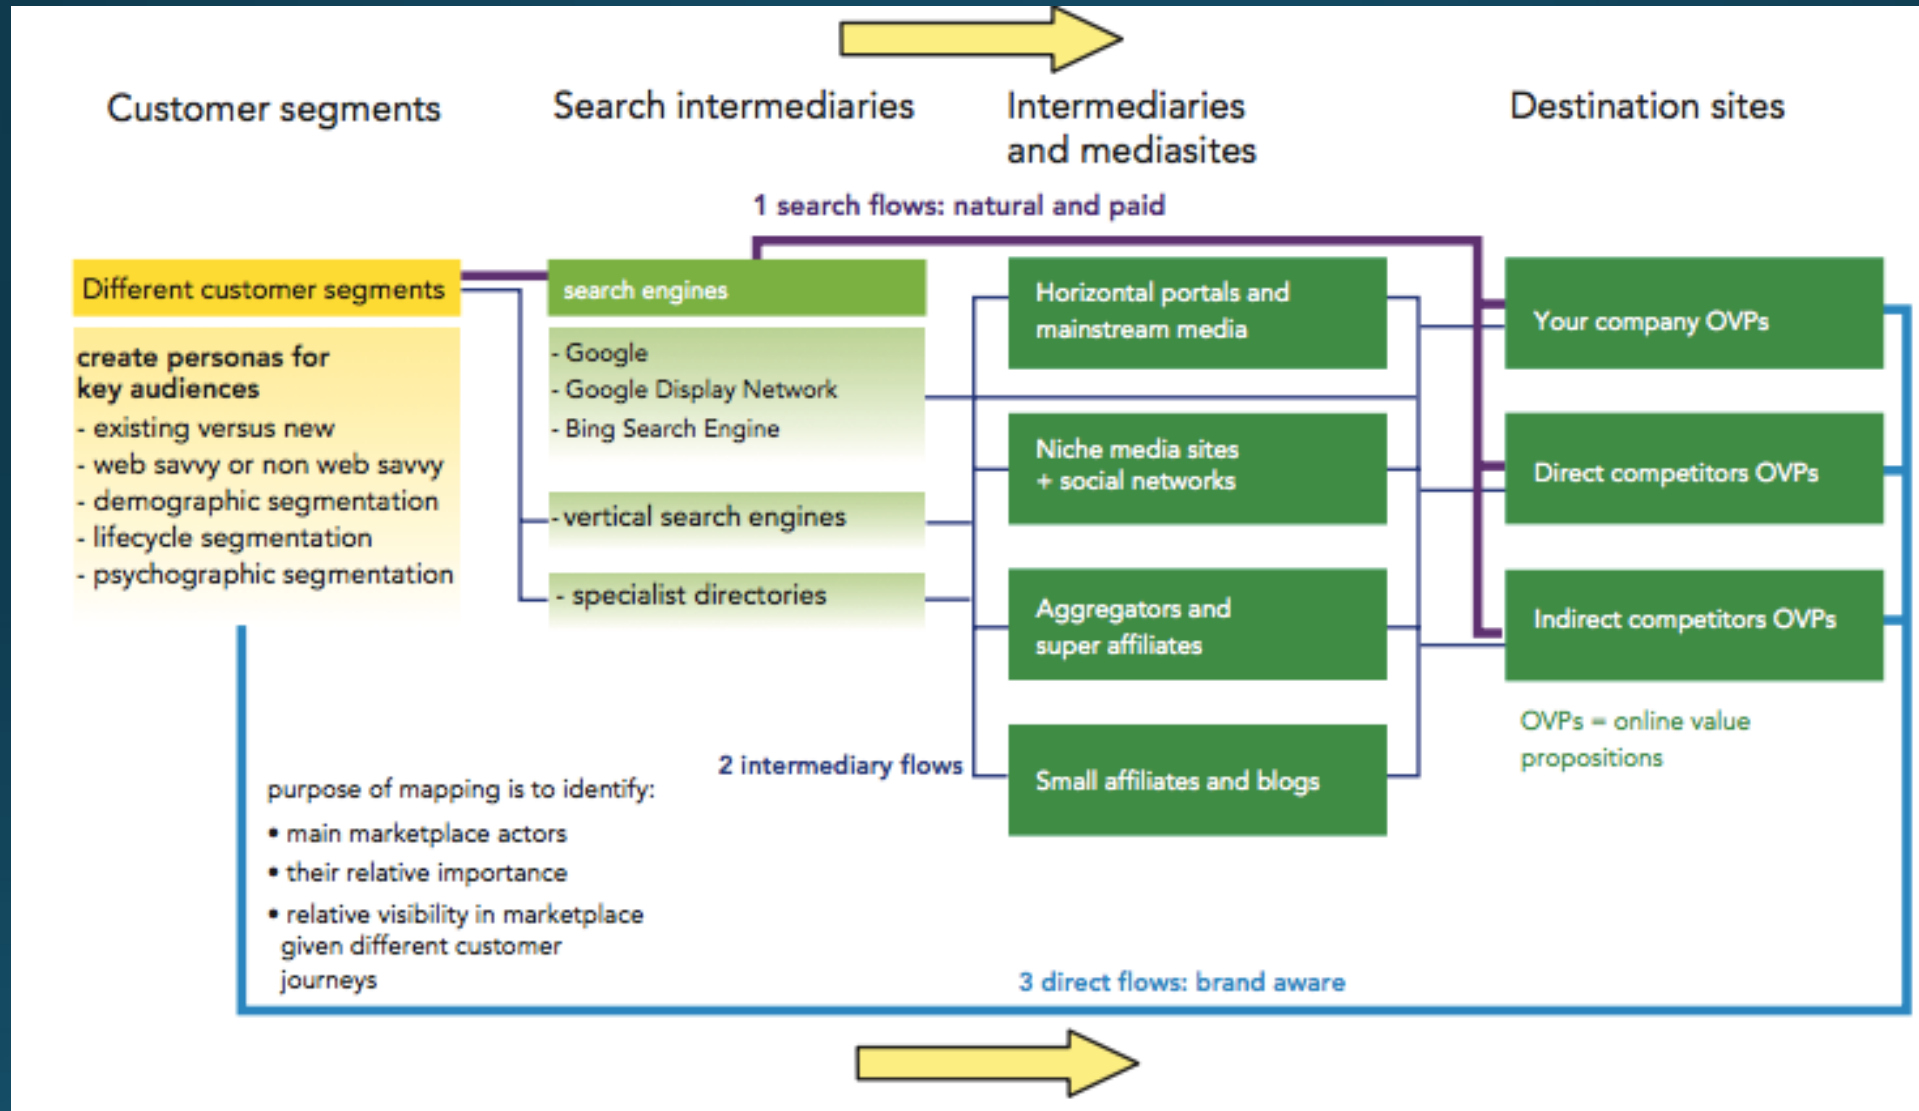 Customer segments
Search intermediaries
Intermediaries
and mediasites
Destination sites
1 search flows: natural and paid
Different customer segments
create personas for
key audiences
- existing versus new
- web savvy or non web savvy
- demographic segmentation
- lifecycle segmentation
- psychographic segmentation
search engines
- Google
- Google Display Network
- Bing Search Engine
- vertical search engines
- specialist directories
Horizontal portals and
mainstream media
Niche media sites
+ social networks
Aggregators and
super affiliates
Small affiliates and blogs
Your company OVPs
Direct competitors OVPs
Indirect competitors OVPs
OVPs = online value
propositions
2 intermediary flows
purpose of mapping is to identify:
• main marketplace actors
• their relative importance
• relative visibility in marketplace
given different customer
journeys
3 direct flows: brand aware